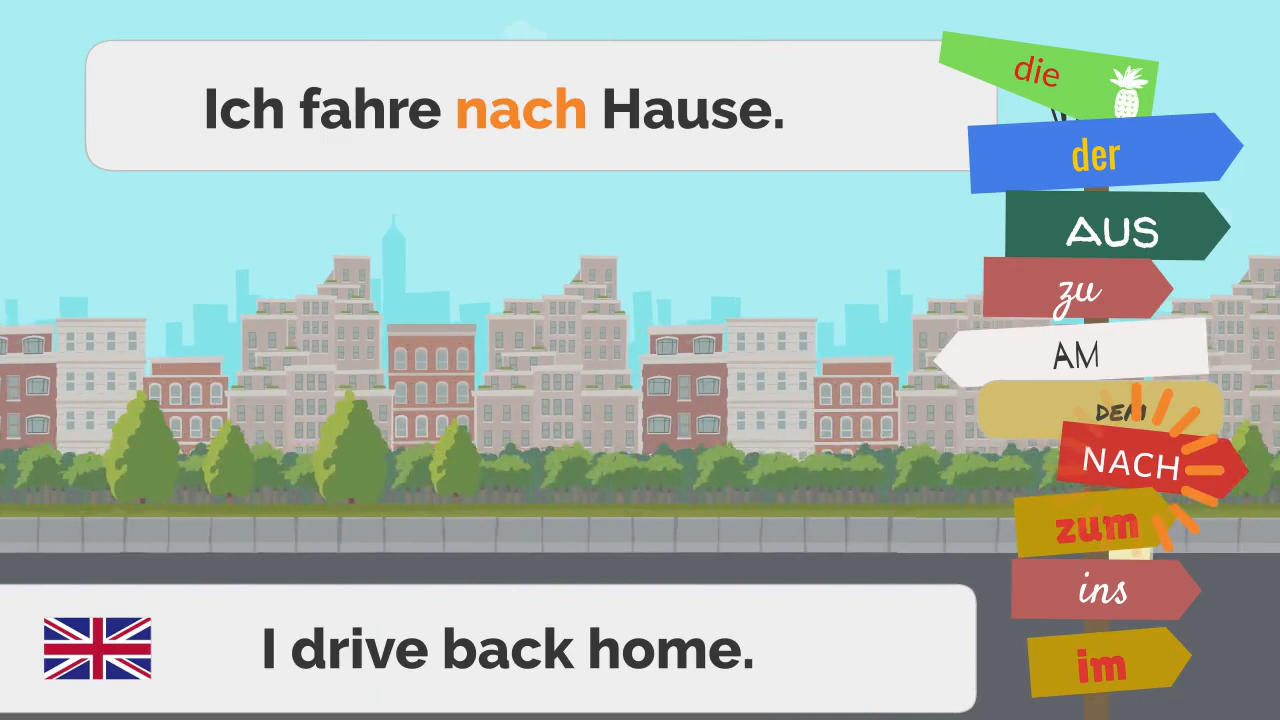 Ich fahre nach Hause.
die
der
AUS
zu
AM
DEM
NACH
zum
ins
im
I drive back home.